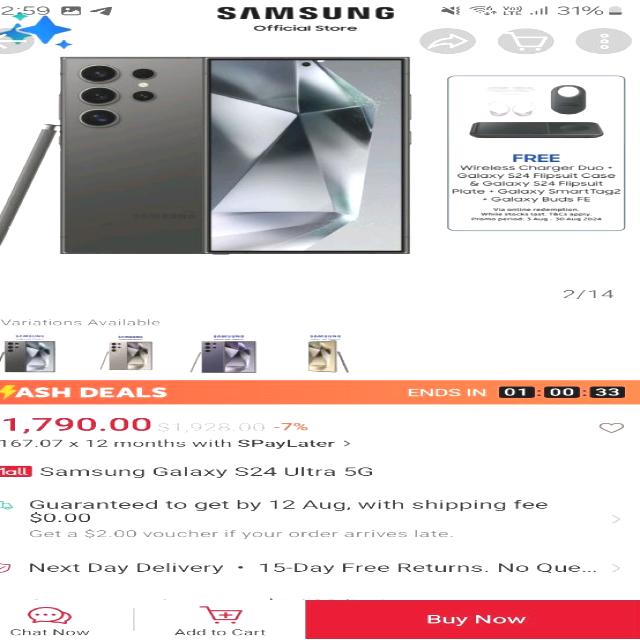 2:59
31%
SAMSUNG
Official Store
FREE
Wireless Charger Duo +
Galaxy S24 Flipsuit Case
& Galaxy S24 Flipsuit
Plate + Galaxy SmartTag2
+ Galaxy Buds FE
Via online redemption.
While stocks last. T&Cs apply.
Promo period: 3 Aug - 30 Aug 2024
2/14
Variations Available
ASH DEALS
ENDS IN 01:00:33
1,790.00 $1,928.00 -7%
167.07 x 12 months with SPayLater >
Mall Samsung Galaxy S24 Ultra 5G
Guaranteed to get by 12 Aug, with shipping fee
$0.00
Get a $2.00 voucher if your order arrives late.
Next Day Delivery • 15-Day Free Returns. No Que...
Chat Now
Add to Cart
Buy Now